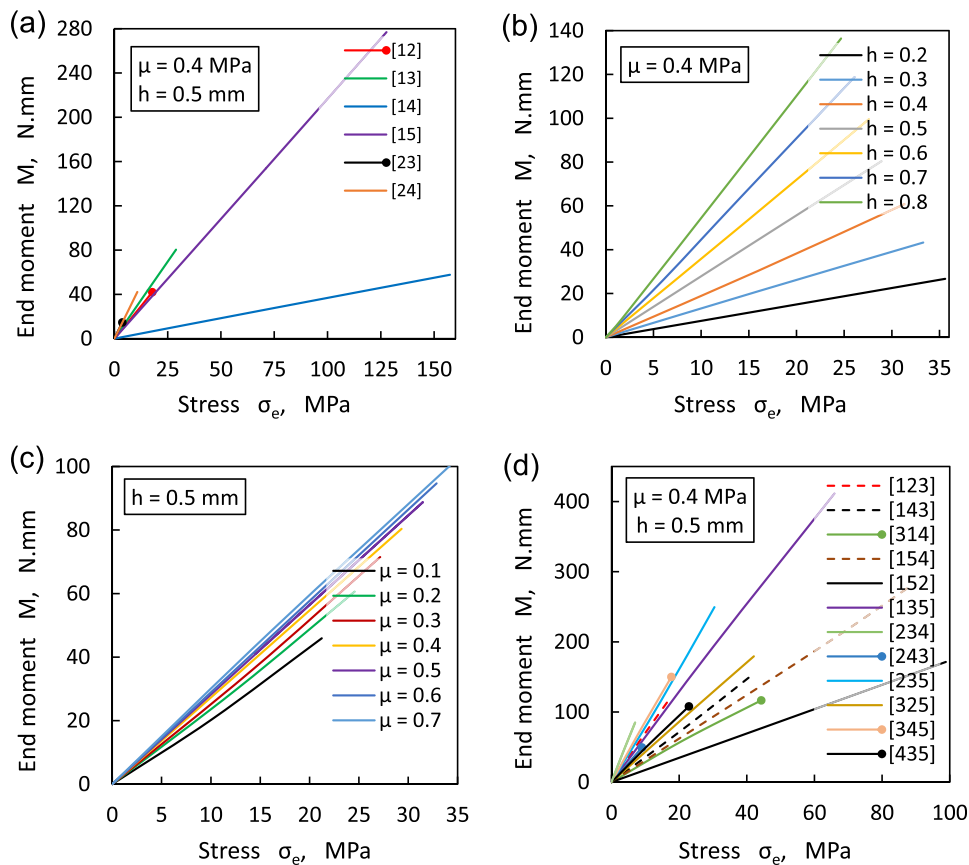 (a)
End moment M, N.mm
280
240
200
160
120
80
40
0
μ = 0.4 MPa
h = 0.5 mm
[12]
[13]
[14]
[15]
[23]
[24]
0 25 50 75 100 125 150
Stress σe, MPa
(b)
End moment M, N.mm
140
120
100
80
60
40
20
0
μ = 0.4 MPa
h = 0.2
h = 0.3
h = 0.4
h = 0.5
h = 0.6
h = 0.7
h = 0.8
0 5 10 15 20 25 30 35
Stress σe, MPa
(c)
End moment M, N.mm
100
80
60
40
20
0
h = 0.5 mm
μ = 0.1
μ = 0.2
μ = 0.3
μ = 0.4
μ = 0.5
μ = 0.6
μ = 0.7
0 5 10 15 20 25 30 35
Stress σe, MPa
(d)
End moment M, N.mm
400
300
200
100
0
μ = 0.4 MPa
h = 0.5 mm
[123]
[143]
[314]
[154]
[152]
[135]
[234]
[243]
[235]
[325]
[345]
[435]
0 20 40 60 80 100
Stress σe, MPa